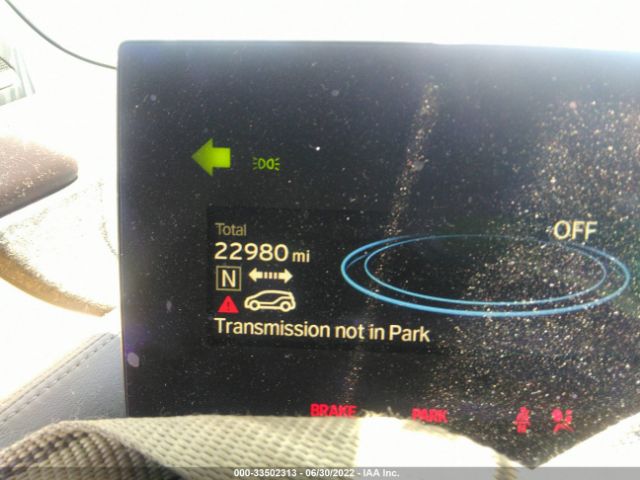 Total
OFF
22980 mi
N
Transmission not in Park
BRAKE
PARK
000-33502313 - 06/30/2022 - IAA Inc.